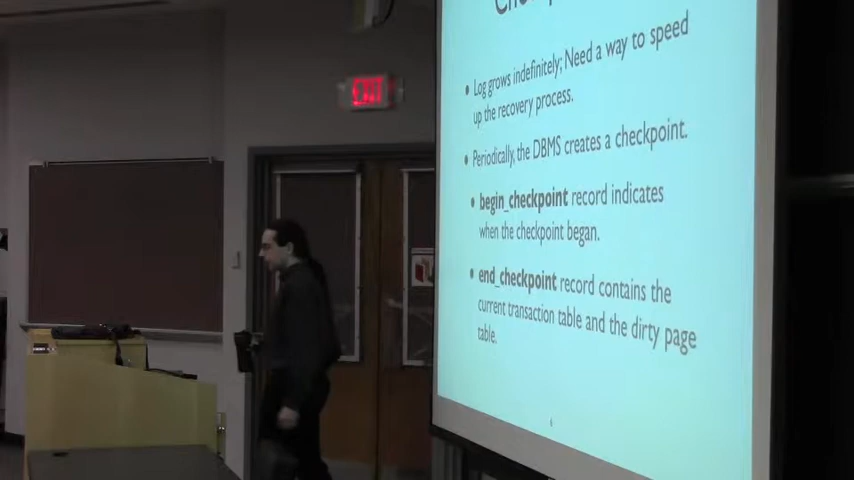 EXIT
• Log grows indefinitely; Need a way to speed
up the recovery process.
• Periodically, the DBMS creates a checkpoint.
• begin_checkpoint record indicates
when the checkpoint began.
• end_checkpoint record contains the
current transaction table and the dirty page
table.